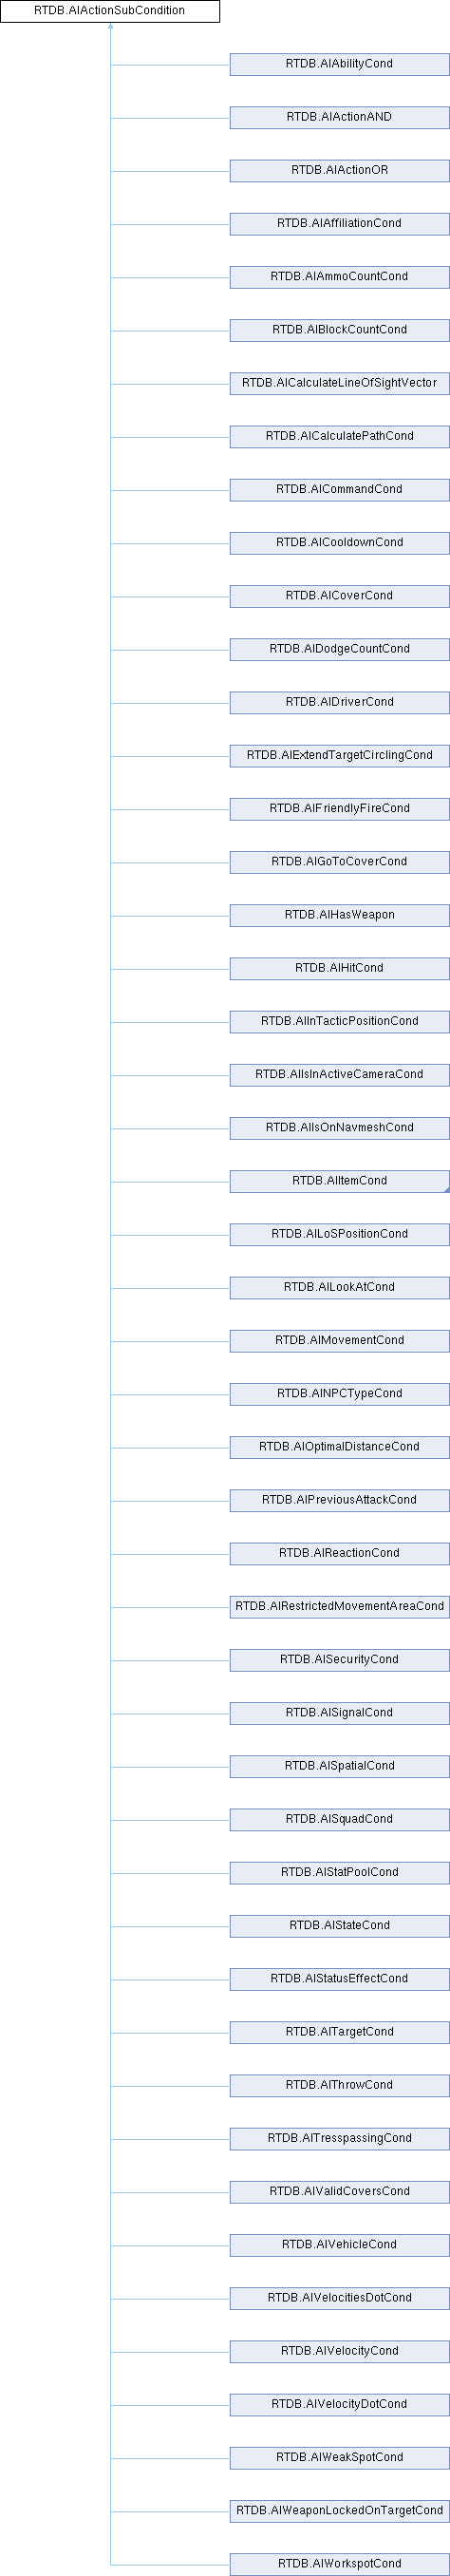 RTDB.AIActionSubCondition
RTDB.AIAbilityCond
RTDB.AIActionAND
RTDB.AIActionOR
RTDB.AIAffiliationCond
RTDB.AIAmmoCountCond
RTDB.AIBlockCountCond
RTDB.AICalculateLineOfSightVector
RTDB.AICalculatePathCond
RTDB.AICommandCond
RTDB.AICooldownCond
RTDB.AICoverCond
RTDB.AIDodgeCountCond
RTDB.AIDriverCond
RTDB.AIExtendTargetCirclingCond
RTDB.AIFriendlyFireCond
RTDB.AIGoToCoverCond
RTDB.AIHasWeapon
RTDB.AIHitCond
RTDB.AIInTacticPositionCond
RTDB.AIIsInActiveCameraCond
RTDB.AIIsOnNavmeshCond
RTDB.AIItemCond
RTDB.AILoSPositionCond
RTDB.AILookAtCond
RTDB.AIMovementCond
RTDB.AINPCTypeCond
RTDB.AIOptimalDistanceCond
RTDB.AIPreviousAttackCond
RTDB.AIReactionCond
RTDB.AIRestrictedMovementAreaCond
RTDB.AISecurityCond
RTDB.AISignalCond
RTDB.AISpatialCond
RTDB.AISquadCond
RTDB.AIStatPoolCond
RTDB.AIStateCond
RTDB.AIStatusEffectCond
RTDB.AITargetCond
RTDB.AIThrowCond
RTDB.AITresspassingCond
RTDB.AIValidCoversCond
RTDB.AIVehicleCond
RTDB.AIVelocitiesDotCond
RTDB.AIVelocityCond
RTDB.AIVelocityDotCond
RTDB.AIWeakSpotCond
RTDB.AIWeaponLockedOnTargetCond
RTDB.AIWorkspotCond